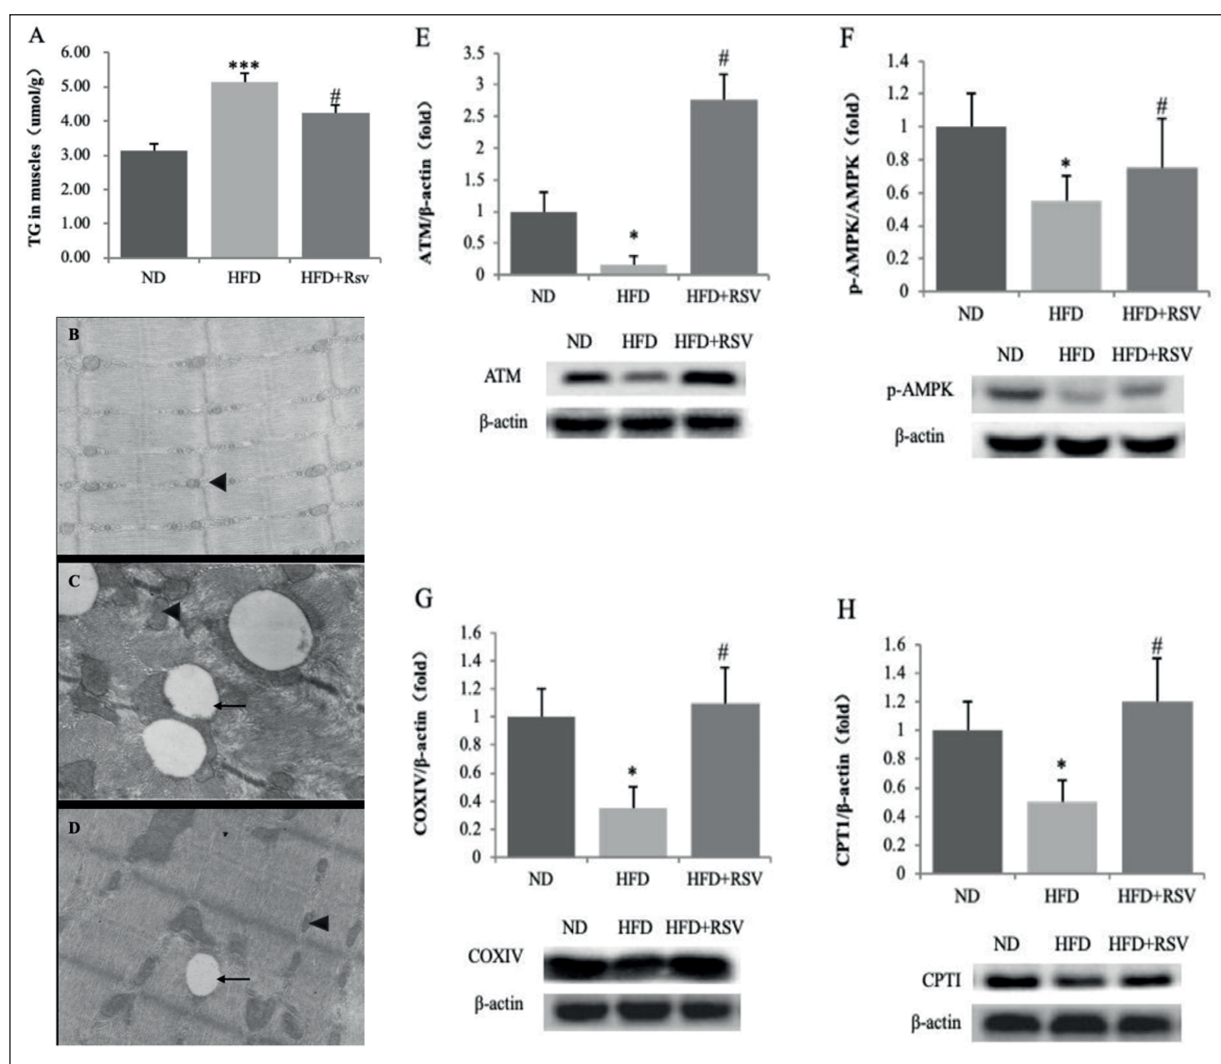 A
TG in muscles（umol/g）
6.00
5.00
4.00
3.00
2.00
1.00
0.00
***
#
ND HFD HFD+Rsv
B
C
D
E
ATM/β-actin（fold）
3.5
3
2.5
2
1.5
1
0.5
0
*
#
ND HFD HFD+RSV
ND HFD HFD+RSV
ATM
β-actin
F
p-AMPK/AMPK（fold）
1.4
1.2
1
0.8
0.6
0.4
0.2
0
*
#
ND HFD HFD+RSV
ND HFD HFD+RSV
p-AMPK
β-actin
G
COXIV/β-actin（fold）
1.6
1.4
1.2
1
0.8
0.6
0.4
0.2
0
*
#
ND HFD HFD+RSV
ND HFD HFD+RSV
COXIV
β-actin
H
CPT1/β-actin（fold）
1.6
1.4
1.2
1
0.8
0.6
0.4
0.2
0
*
#
ND HFD HFD+RSV
ND HFD HFD+RSV
CPTI
β-actin